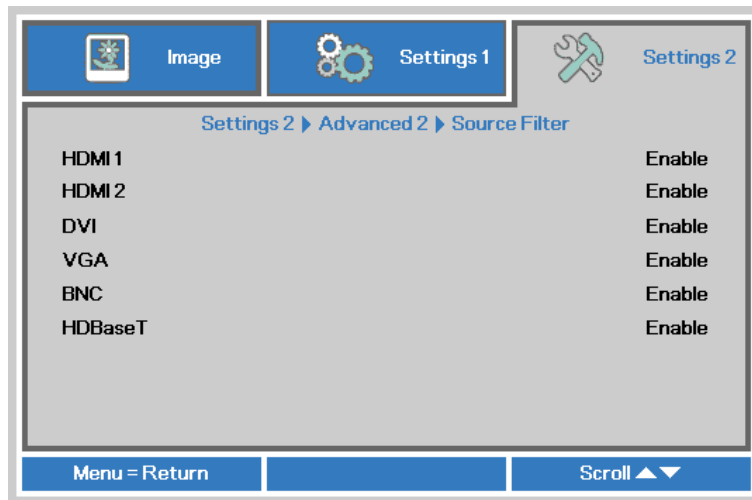 Image
Settings 1
Settings 2
Settings 2 ▶ Advanced 2 ▶ Source Filter
HDMI 1 Enable
HDMI 2 Enable
DVI Enable
VGA Enable
BNC Enable
HDBaseT Enable
Menu = Return
Scroll ▲▼